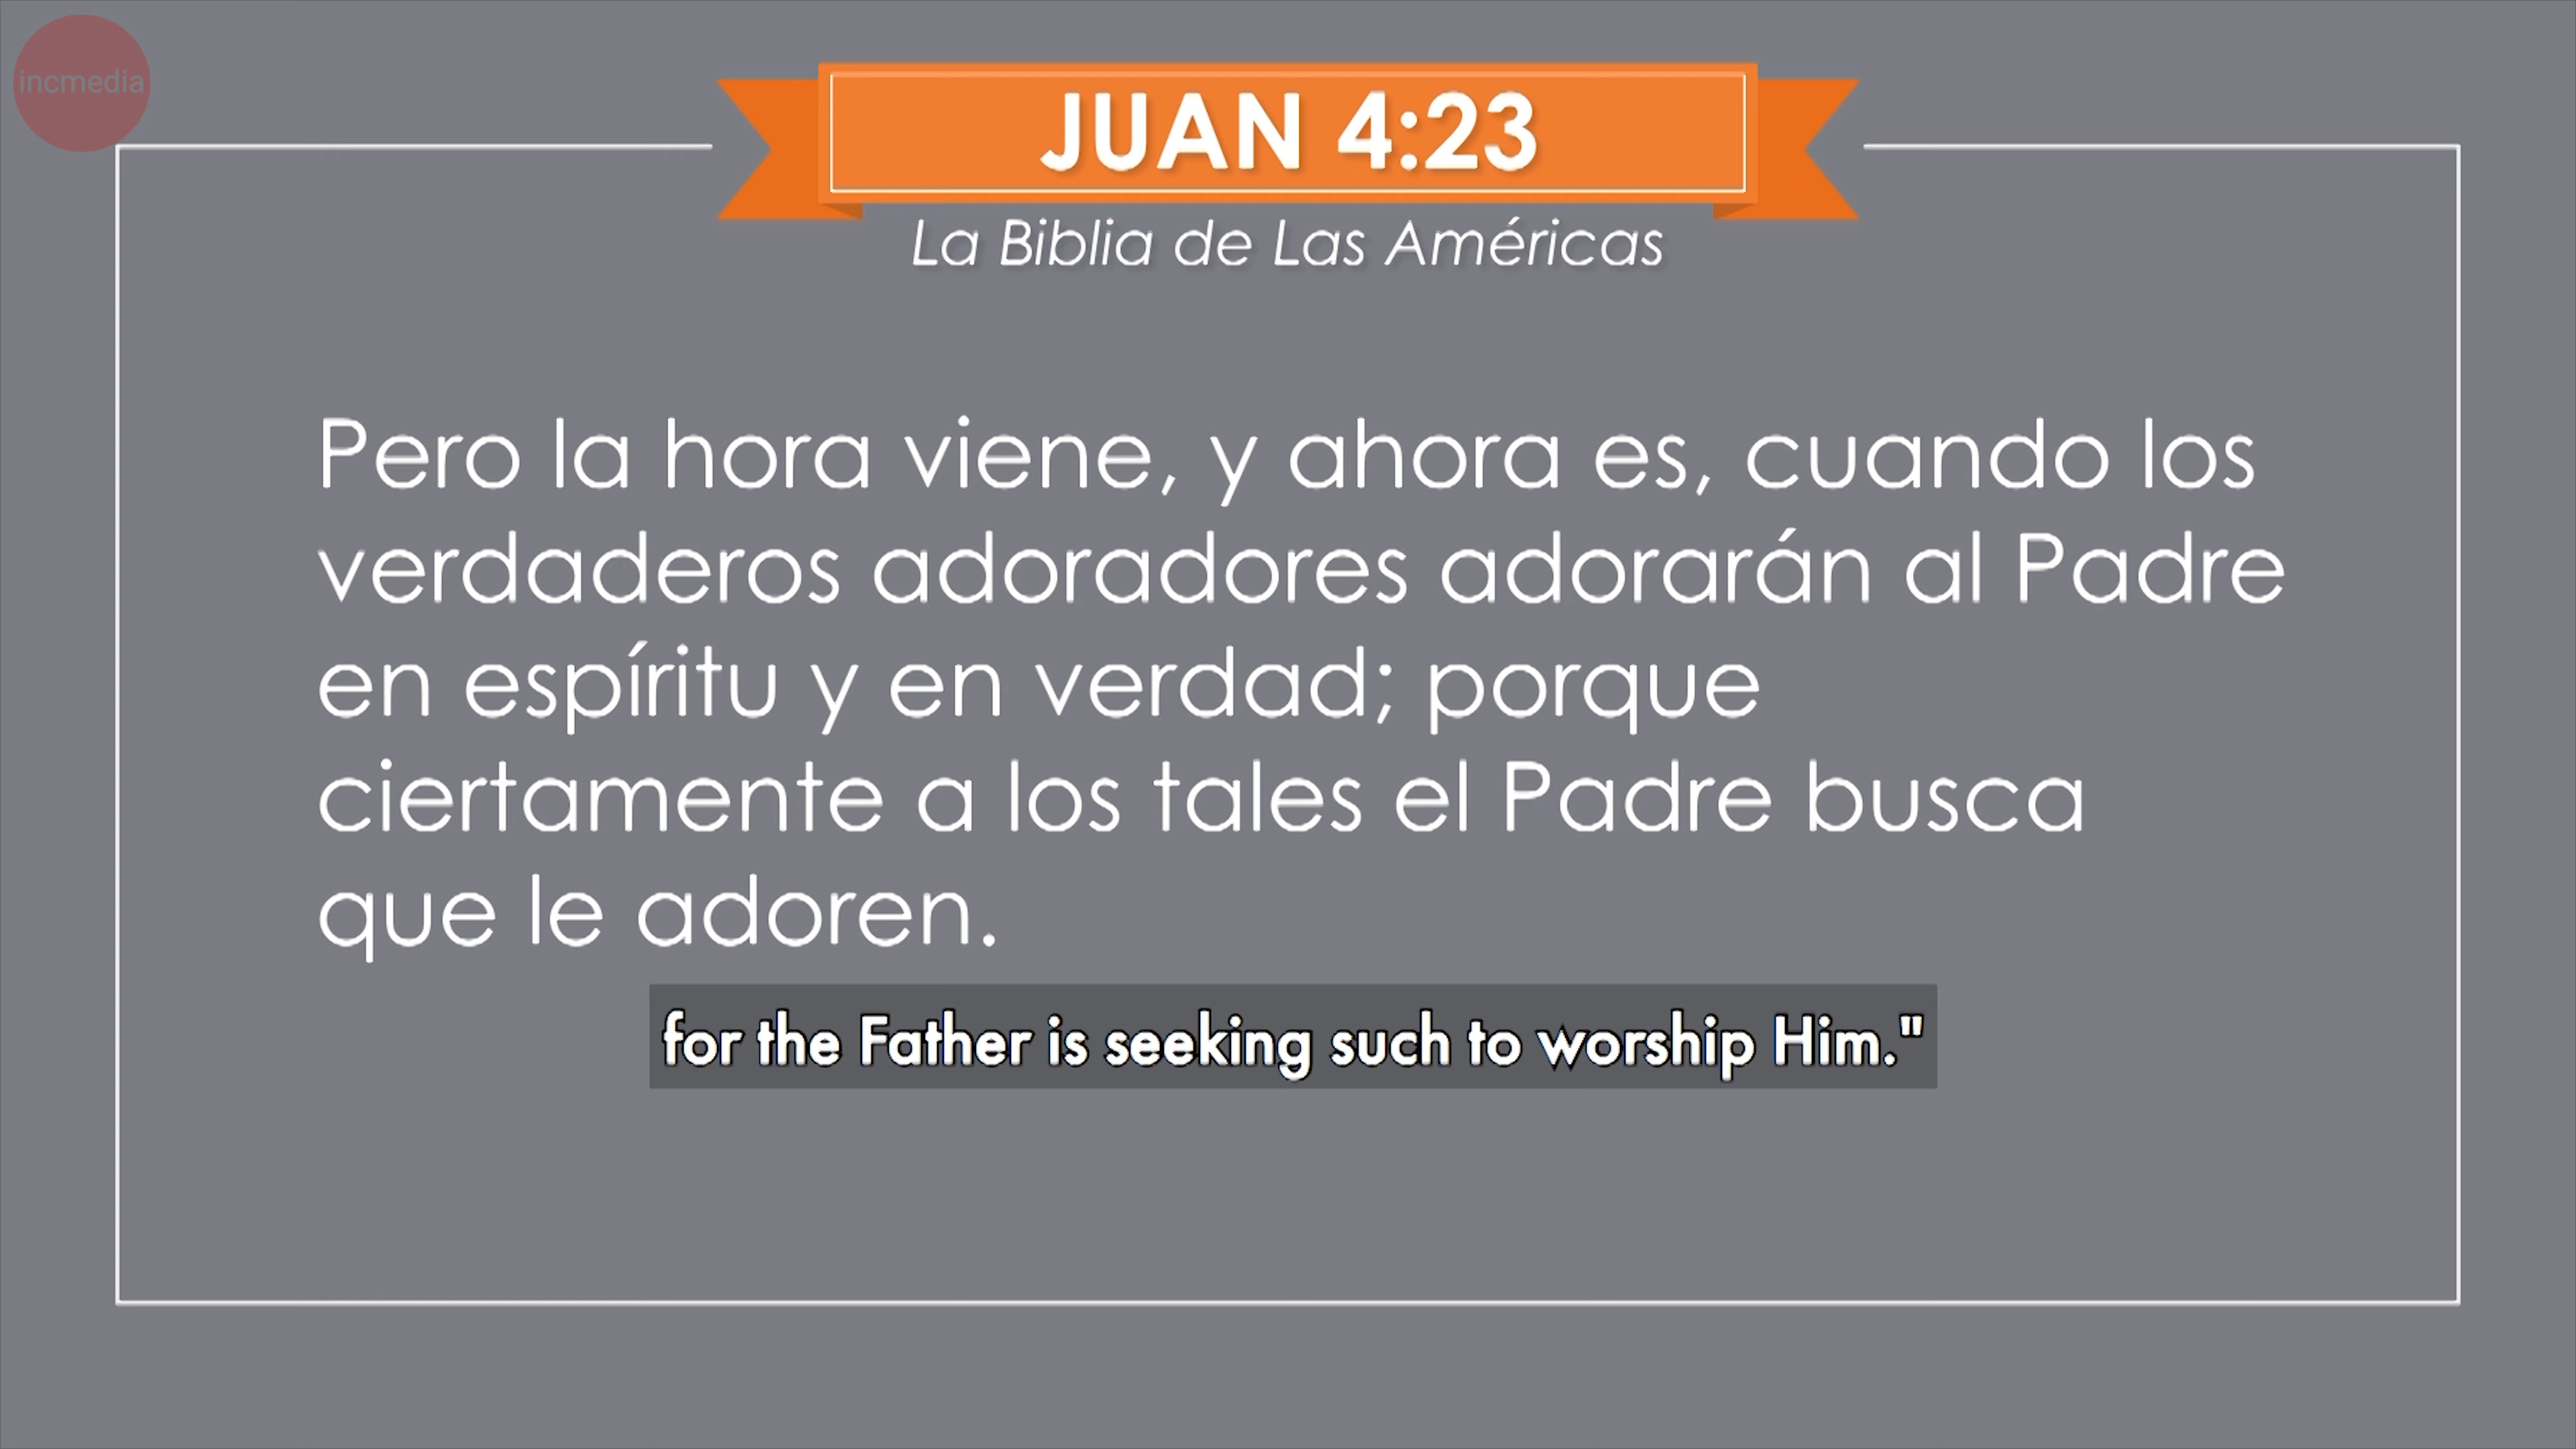 incmedia
JUAN 4:23
La Biblia de Las Américas
Pero la hora viene, y ahora es, cuando los
verdaderos adoradores adorarán al Padre
en espíritu y en verdad; porque
ciertamente a los tales el Padre busca
que le adoren.
for the Father is seeking such to worship Him."